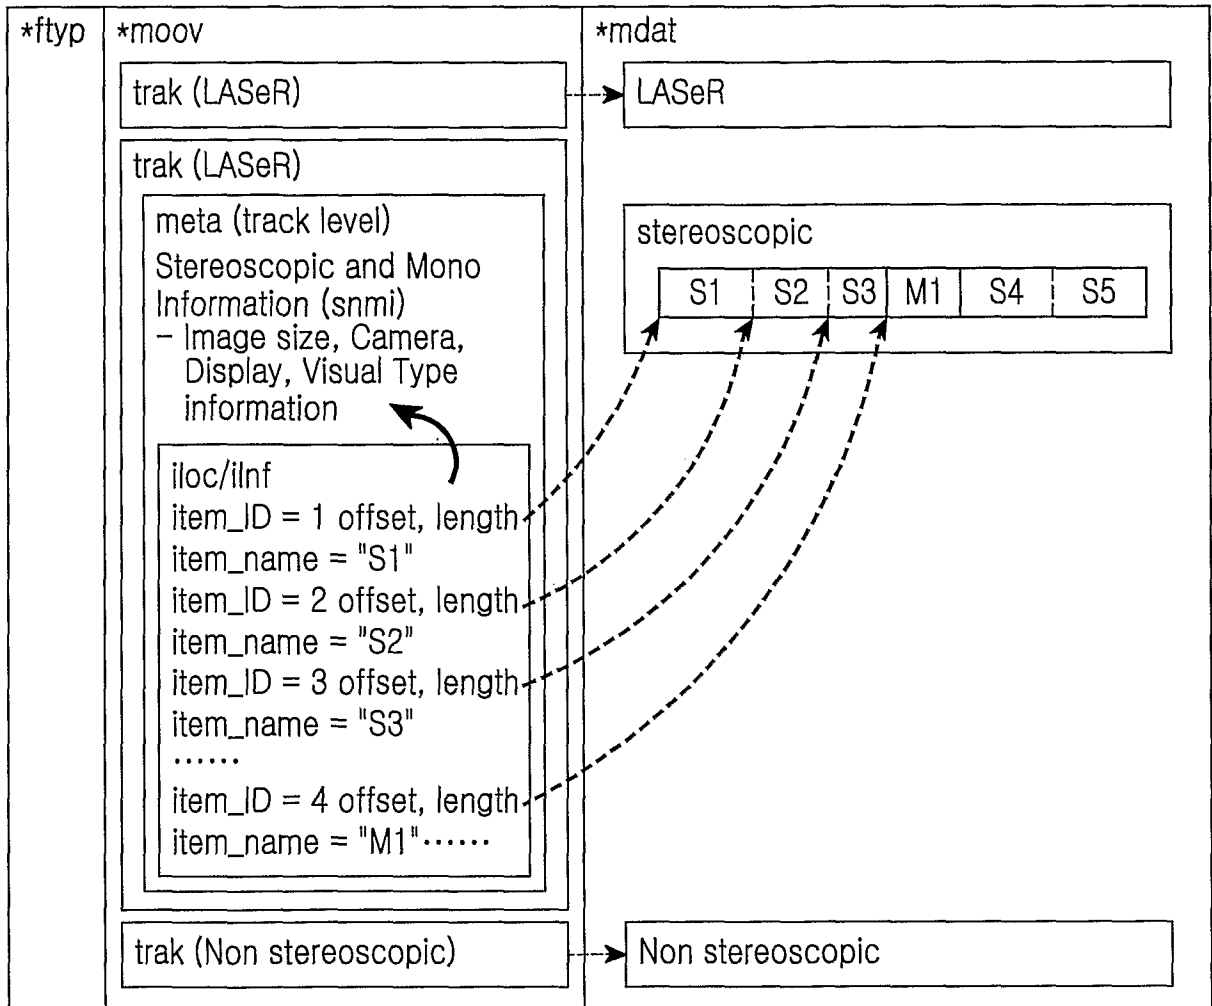 *ftyp
*moov
*mdat
trak (LASeR)
LASeR
trak (LASeR)
meta (track level)
Stereoscopic and Mono
Information (snmi)
– Image size, Camera,
Display, Visual Type
information
iloc/iInf
item_ID = 1 offset, length
item_name = "S1"
item_ID = 2 offset, length
item_name = "S2"
item_ID = 3 offset, length
item_name = "S3"
······
item_ID = 4 offset, length
item_name = "M1"······
stereoscopic
S1 S2 S3 M1 S4 S5
trak (Non stereoscopic)
Non stereoscopic